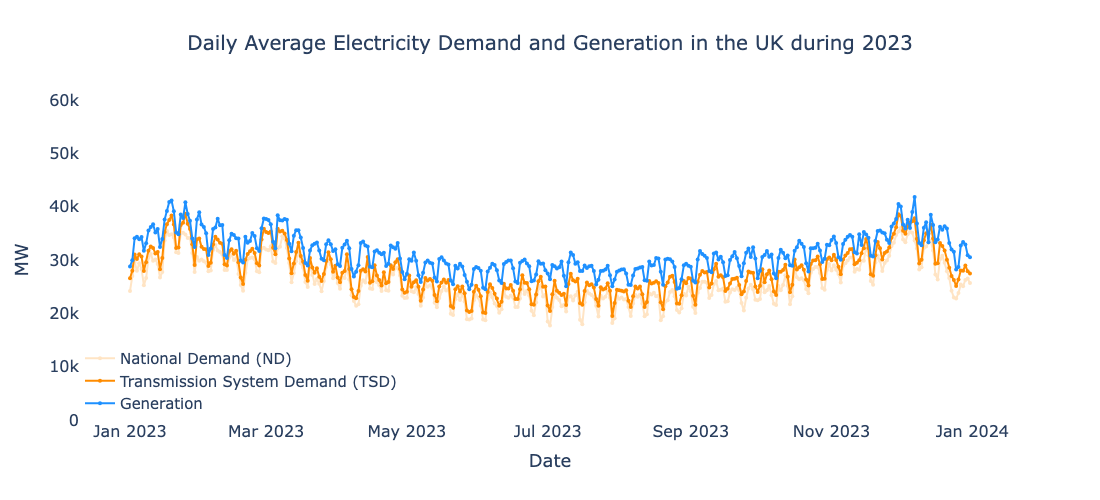 Daily Average Electricity Demand and Generation in the UK during 2023
60k
50k
40k
30k
20k
10k
0
MW
National Demand (ND)
Transmission System Demand (TSD)
Generation
Jan 2023 Mar 2023 May 2023 Jul 2023 Sep 2023 Nov 2023 Jan 2024
Date